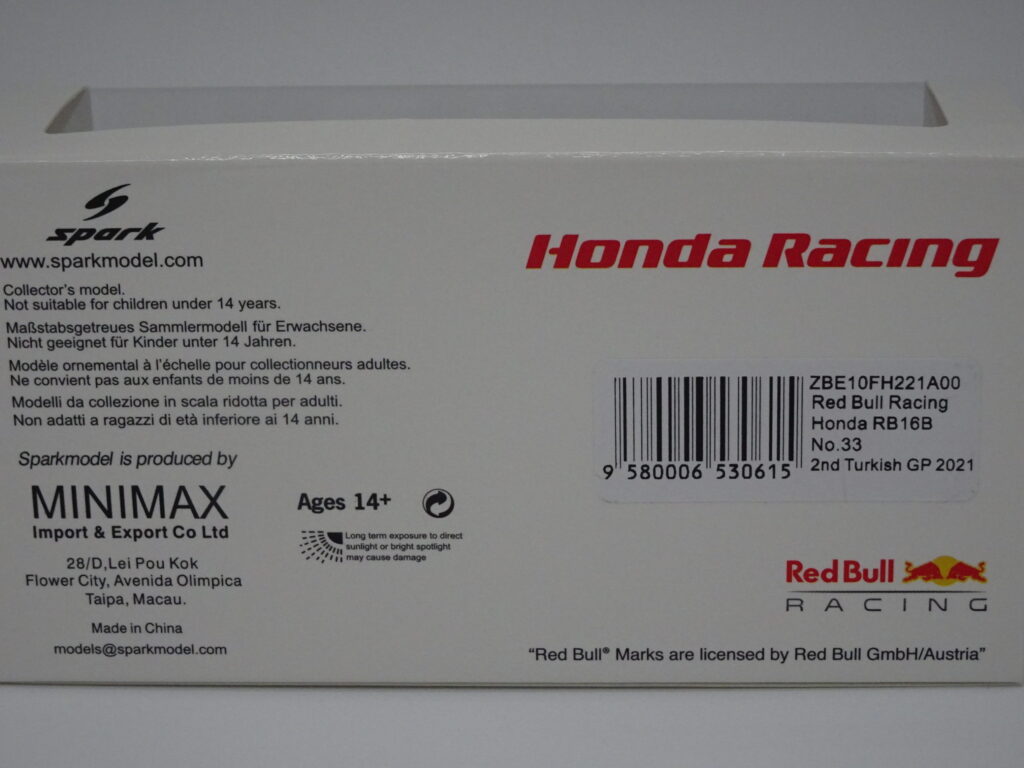 spark
www.sparkmodel.com
Collector's model.
Not suitable for children under 14 years.
Maßstabsgetreues Sammlermodell für Erwachsene.
Nicht geeignet für Kinder unter 14 Jahren.
Modèle ornemental à l'échelle pour collectionneurs adultes.
Ne convient pas aux enfants de moins de 14 ans.
Modelli da collezione in scala ridotta per adulti.
Non adatti a ragazzi di età inferiore ai 14 anni.
Sparkmodel is produced by
MINIMAX
Import & Export Co Ltd
28/D,Lei Pou Kok
Flower City, Avenida Olimpica
Taipa, Macau.
Made in China
models@sparkmodel.com
Ages 14+
Long term exposure to direct
sunlight or bright spotlight
may cause damage
Honda Racing
ZBE10FH221A00
Red Bull Racing
Honda RB16B
No.33
2nd Turkish GP 2021
9 580006 530615
Red Bull
RACING
“Red Bull® Marks are licensed by Red Bull GmbH/Austria”